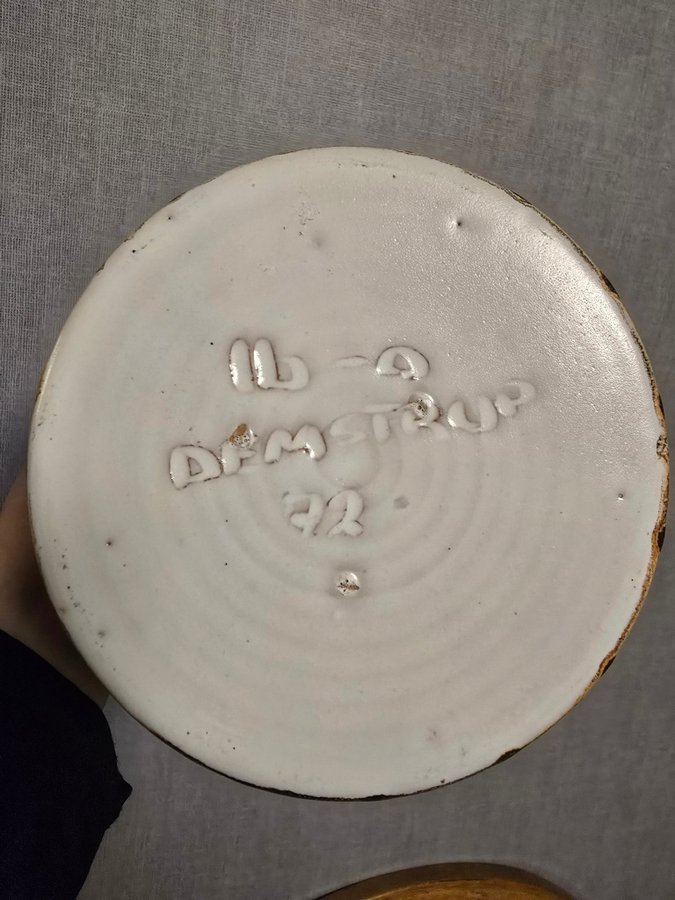 Ib - A
DEMSTRUP
72